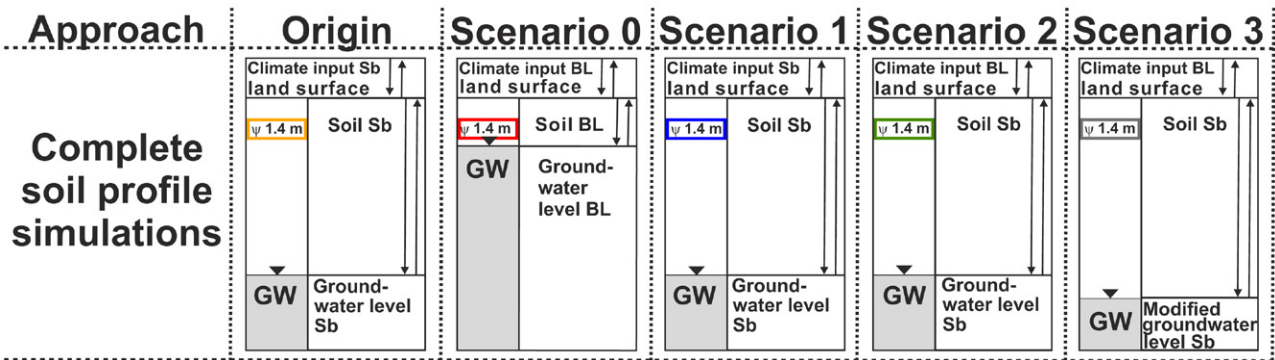 Approach
Origin
Scenario 0
Scenario 1
Scenario 2
Scenario 3
Complete
soil profile
simulations
Climate input Sb
land surface
ψ 1.4 m
Soil Sb
GW
Ground-
water level
Sb
Climate input BL
land surface
ψ 1.4 m
Soil BL
GW
Ground-
water
level BL
Climate input Sb
land surface
ψ 1.4 m
Soil Sb
GW
Ground-
water level
Sb
Climate input BL
land surface
ψ 1.4 m
Soil Sb
GW
Ground-
water level
Sb
Climate input BL
land surface
ψ 1.4 m
Soil Sb
GW
Modified
groundwater
level Sb